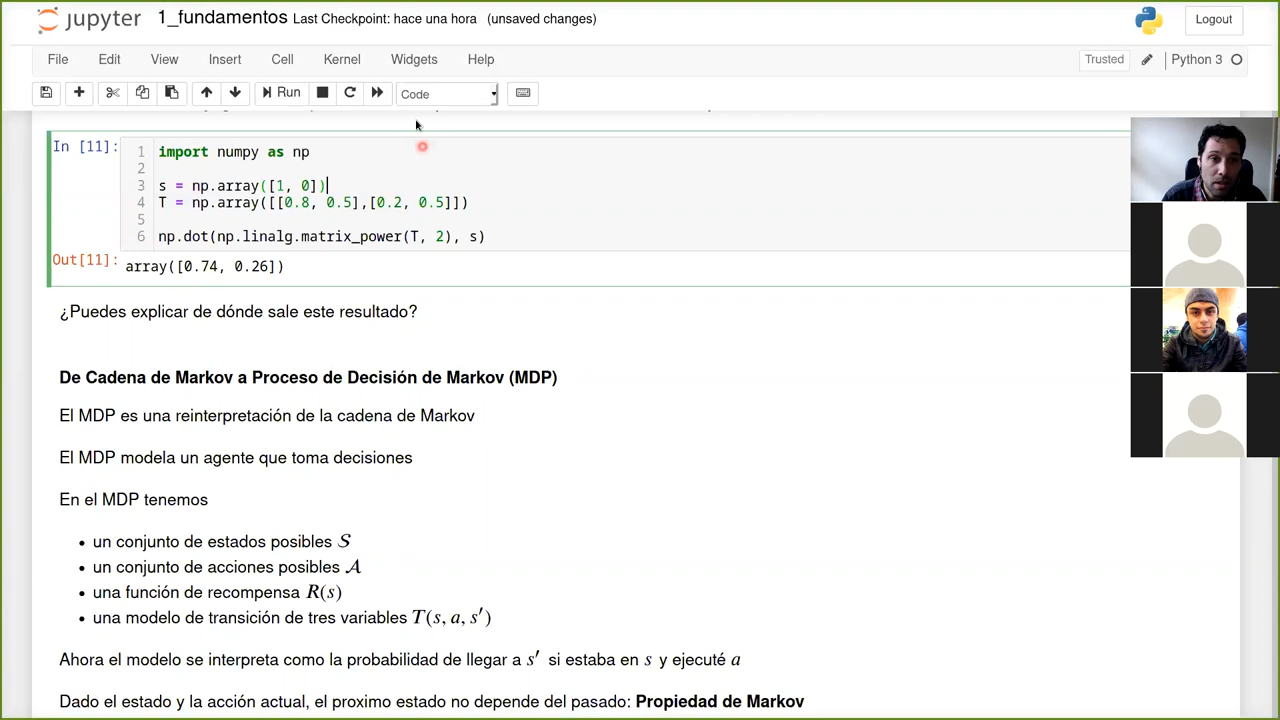 jupyter 1_fundamentos Last Checkpoint: hace una hora (unsaved changes)
Logout
File Edit View Insert Cell Kernel Widgets Help
Trusted Python 3
Run Code
In [11]:
1 import numpy as np
2
3 s = np.array([1, 0])
4 T = np.array([[0.8, 0.5],[0.2, 0.5]])
5
6 np.dot(np.linalg.matrix_power(T, 2), s)
Out[11]: array([0.74, 0.26])
¿Puedes explicar de dónde sale este resultado?
De Cadena de Markov a Proceso de Decisión de Markov (MDP)
El MDP es una reinterpretación de la cadena de Markov
El MDP modela un agente que toma decisiones
En el MDP tenemos
• un conjunto de estados posibles 𝒮
• un conjunto de acciones posibles 𝒜
• una función de recompensa R(s)
• una modelo de transición de tres variables T(s, a, s′)
Ahora el modelo se interpreta como la probabilidad de llegar a s′ si estaba en s y ejecuté a
Dado el estado y la acción actual, el proximo estado no depende del pasado: Propiedad de Markov